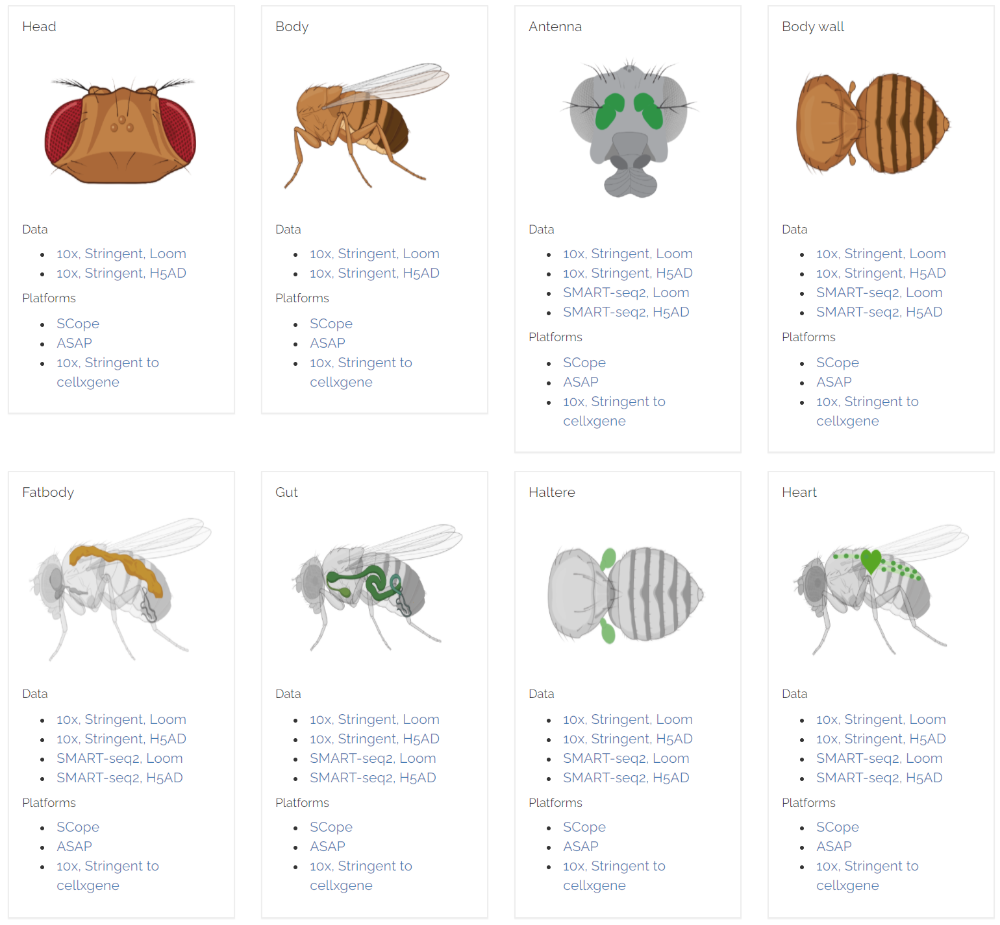 Head
Data
10x, Stringent, Loom
10x, Stringent, H5AD
Platforms
SCope
ASAP
10x, Stringent to
cellxgene
Body
Data
10x, Stringent, Loom
10x, Stringent, H5AD
Platforms
SCope
ASAP
10x, Stringent to
cellxgene
Antenna
Data
10x, Stringent, Loom
10x, Stringent, H5AD
SMART-seq2, Loom
SMART-seq2, H5AD
Platforms
SCope
ASAP
10x, Stringent to
cellxgene
Body wall
Data
10x, Stringent, Loom
10x, Stringent, H5AD
SMART-seq2, Loom
SMART-seq2, H5AD
Platforms
SCope
ASAP
10x, Stringent to
cellxgene
Fatbody
Data
10x, Stringent, Loom
10x, Stringent, H5AD
SMART-seq2, Loom
SMART-seq2, H5AD
Platforms
SCope
ASAP
10x, Stringent to
cellxgene
Gut
Data
10x, Stringent, Loom
10x, Stringent, H5AD
SMART-seq2, Loom
SMART-seq2, H5AD
Platforms
SCope
ASAP
10x, Stringent to
cellxgene
Haltere
Data
10x, Stringent, Loom
10x, Stringent, H5AD
SMART-seq2, Loom
SMART-seq2, H5AD
Platforms
SCope
ASAP
10x, Stringent to
cellxgene
Heart
Data
10x, Stringent, Loom
10x, Stringent, H5AD
SMART-seq2, Loom
SMART-seq2, H5AD
Platforms
SCope
ASAP
10x, Stringent to
cellxgene